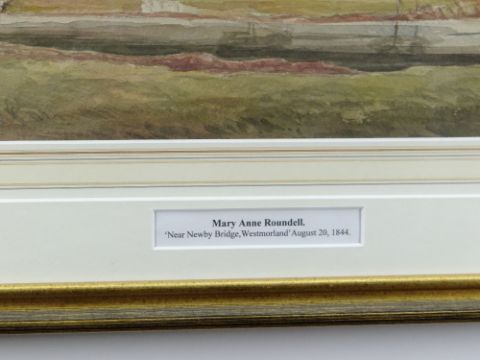 Mary Anne Roundell.
'Near Newby Bridge,Westmorland' August 20, 1844.